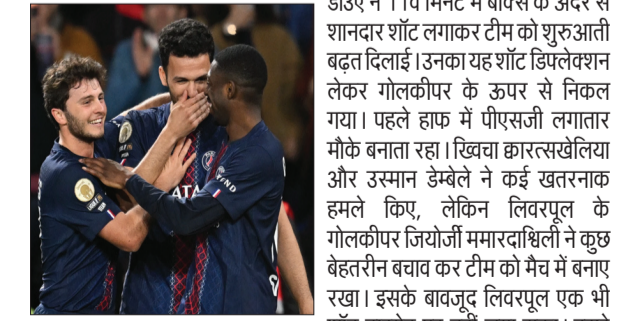 शानदार शॉट लगाकर टीम को शुरुआती
बढ़त दिलाई। उनका यह शॉट डिफ्लेक्शन
लेकर गोलकीपर के ऊपर से निकल
गया। पहले हाफ में पीएसजी लगातार
मौके बनाता रहा। ख्विचा क्वारत्सखेलिया
और उस्मान डेम्बेले ने कई खतरनाक
हमले किए, लेकिन लिवरपूल के
गोलकीपर जियोर्जी ममारदाश्विली ने कुछ
बेहतरीन बचाव कर टीम को मैच में बनाए
रखा। इसके बावजूद लिवरपूल एक भी